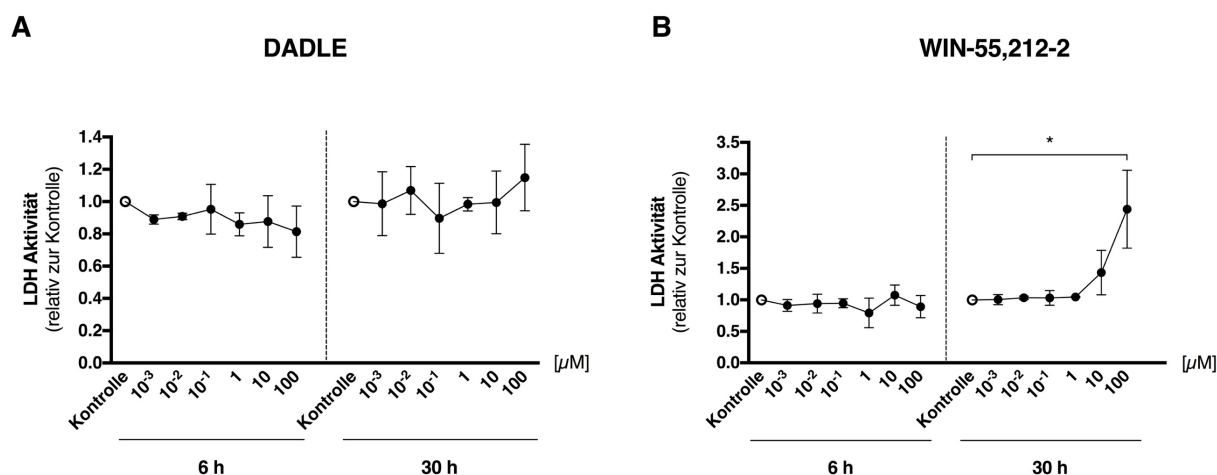 A
DADLE
LDH Aktivität
(relativ zur Kontrolle)
1.4
1.2
1.0
0.8
0.6
0.4
0.2
0.0
Kontrolle 10⁻³ 10⁻² 10⁻¹ 1 10 100 Kontrolle 10⁻³ 10⁻² 10⁻¹ 1 10 100 [µM]
6 h 30 h
B
WIN-55,212-2
LDH Aktivität
(relativ zur Kontrolle)
3.5
3.0
2.5
2.0
1.5
1.0
0.5
0.0
*
Kontrolle 10⁻³ 10⁻² 10⁻¹ 1 10 100 Kontrolle 10⁻³ 10⁻² 10⁻¹ 1 10 100 [µM]
6 h 30 h